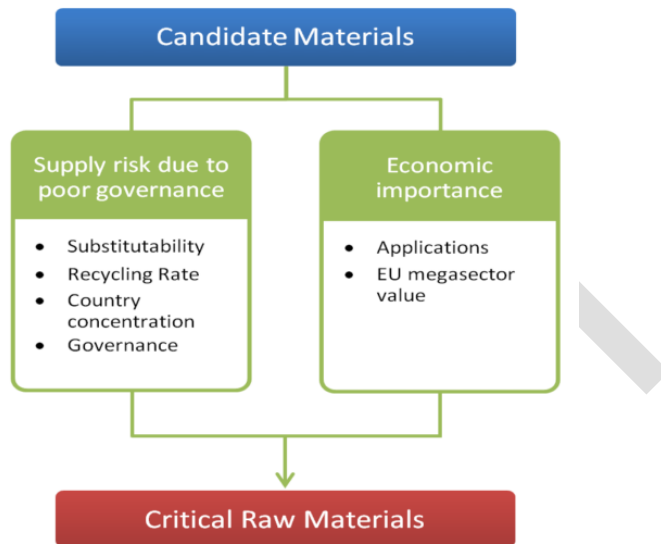 Candidate Materials
Supply risk due to
poor governance
• Substitutability
• Recycling Rate
• Country
concentration
• Governance
Economic
importance
• Applications
• EU megasector
value
Critical Raw Materials